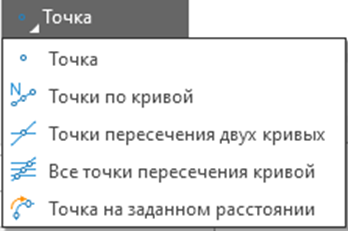 Точка
Точка
N Точки по кривой
Точки пересечения двух кривых
Все точки пересечения кривой
Точка на заданном расстоянии